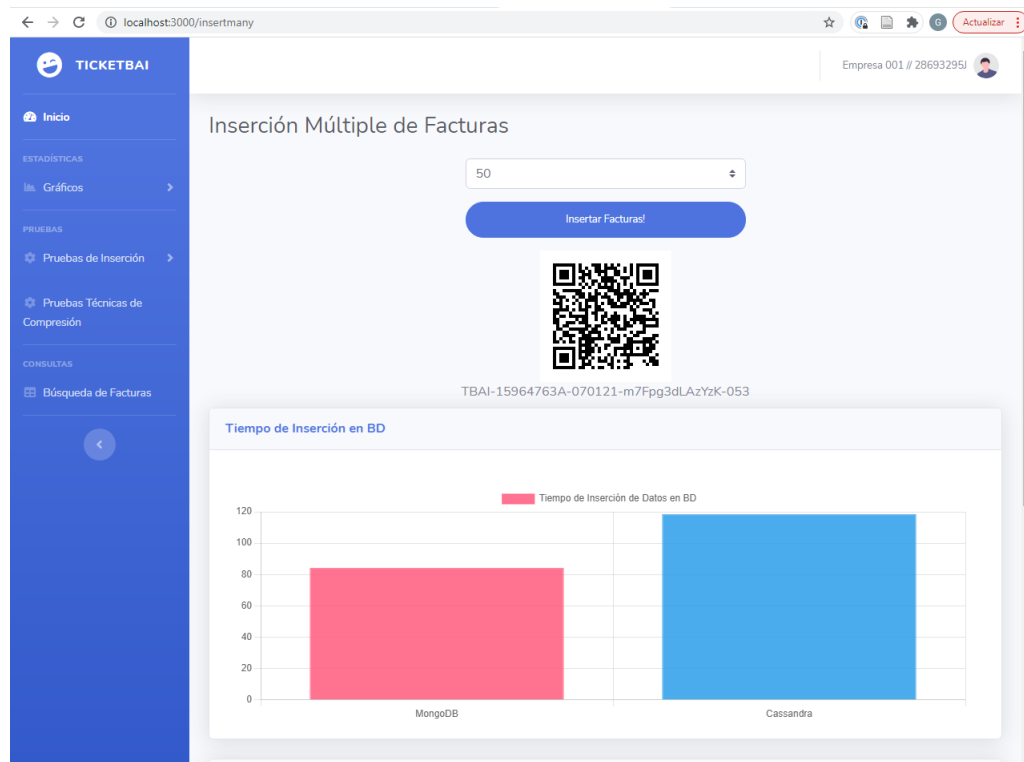 localhost:3000/insertmany
G
Actualizar
TICKETBAI
Empresa 001 // 28693295J
Inicio
ESTADÍSTICAS
Gráficos
PRUEBAS
Pruebas de Inserción
Pruebas Técnicas de
Compresión
CONSULTAS
Búsqueda de Facturas
Inserción Múltiple de Facturas
50
Insertar Facturas!
TBAI-15964763A-070121-m7Fpg3dLAzYzK-053
Tiempo de Inserción en BD
Tiempo de Inserción de Datos en BD
120
100
80
60
40
20
0
MongoDB
Cassandra